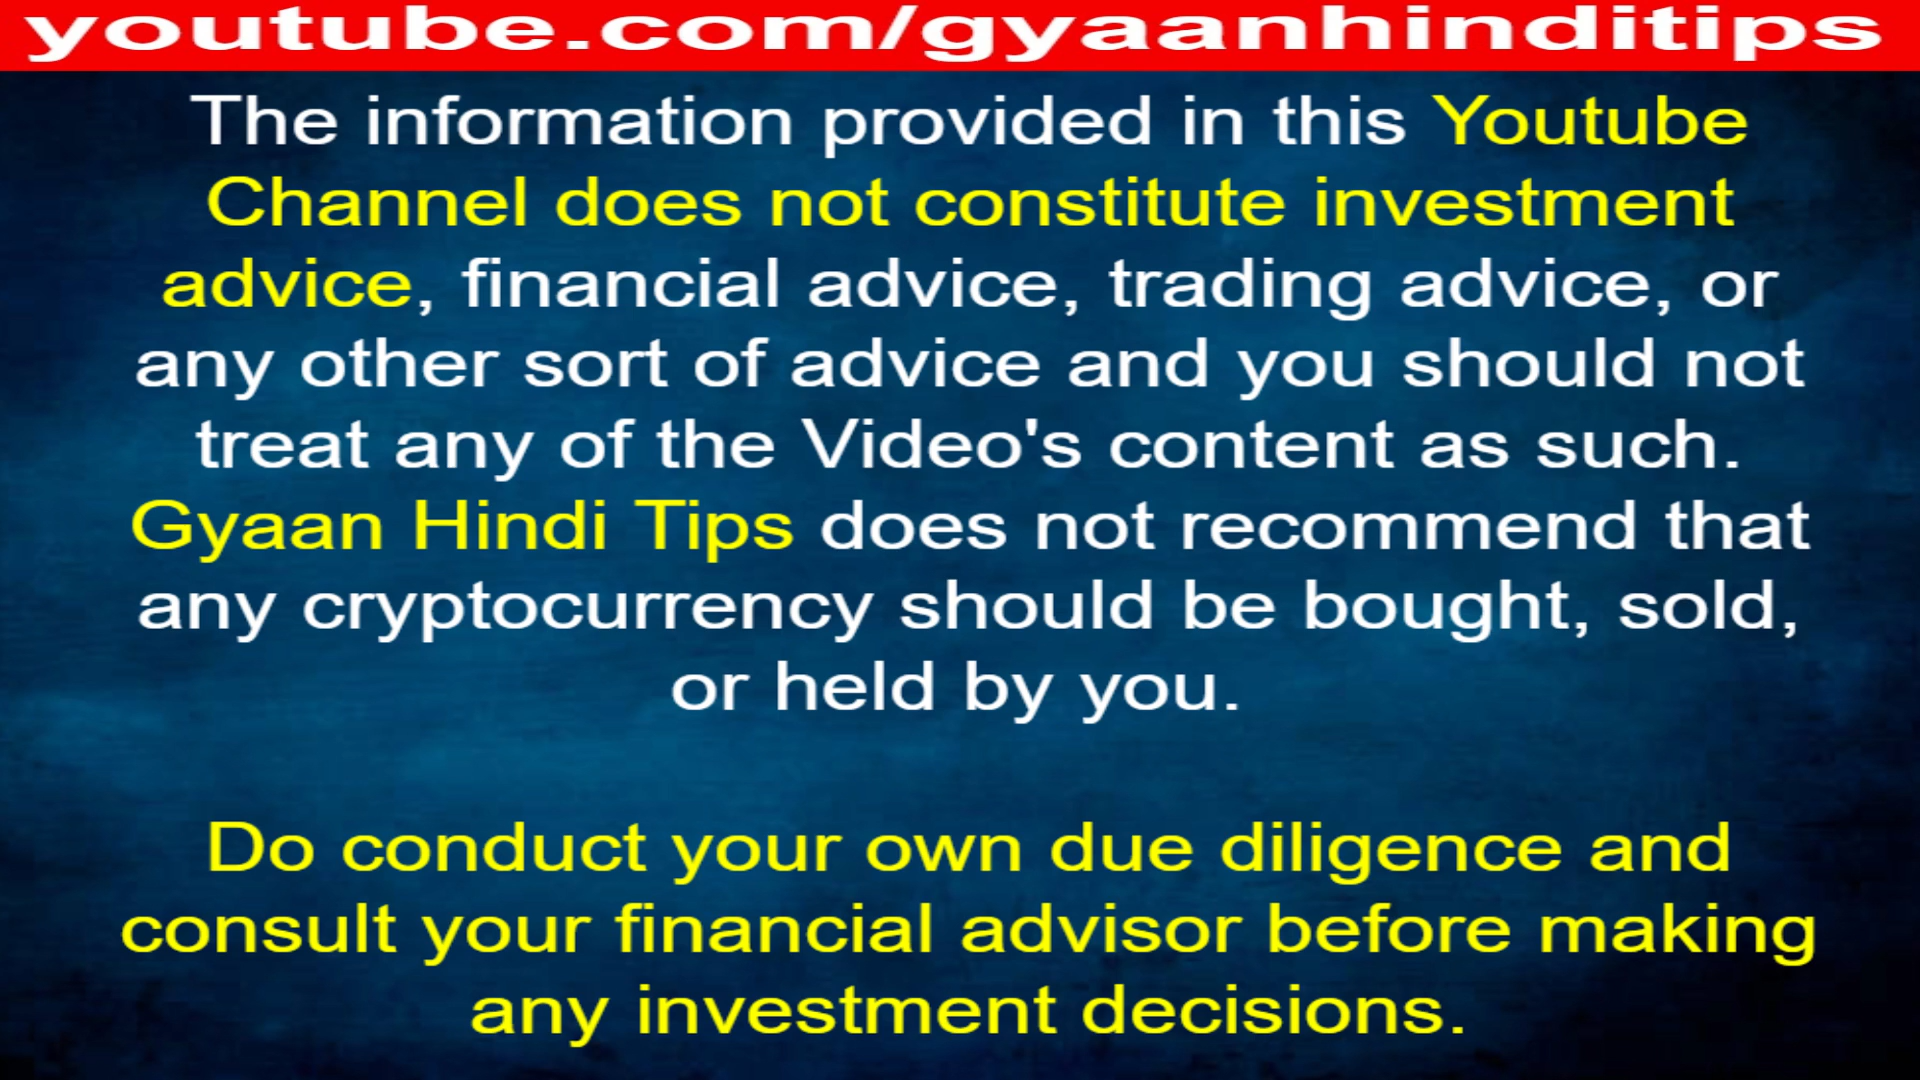 youtube.com/gyaanhinditips
The information provided in this Youtube
Channel does not constitute investment
advice, financial advice, trading advice, or
any other sort of advice and you should not
treat any of the Video's content as such.
Gyaan Hindi Tips does not recommend that
any cryptocurrency should be bought, sold,
or held by you.
Do conduct your own due diligence and
consult your financial advisor before making
any investment decisions.